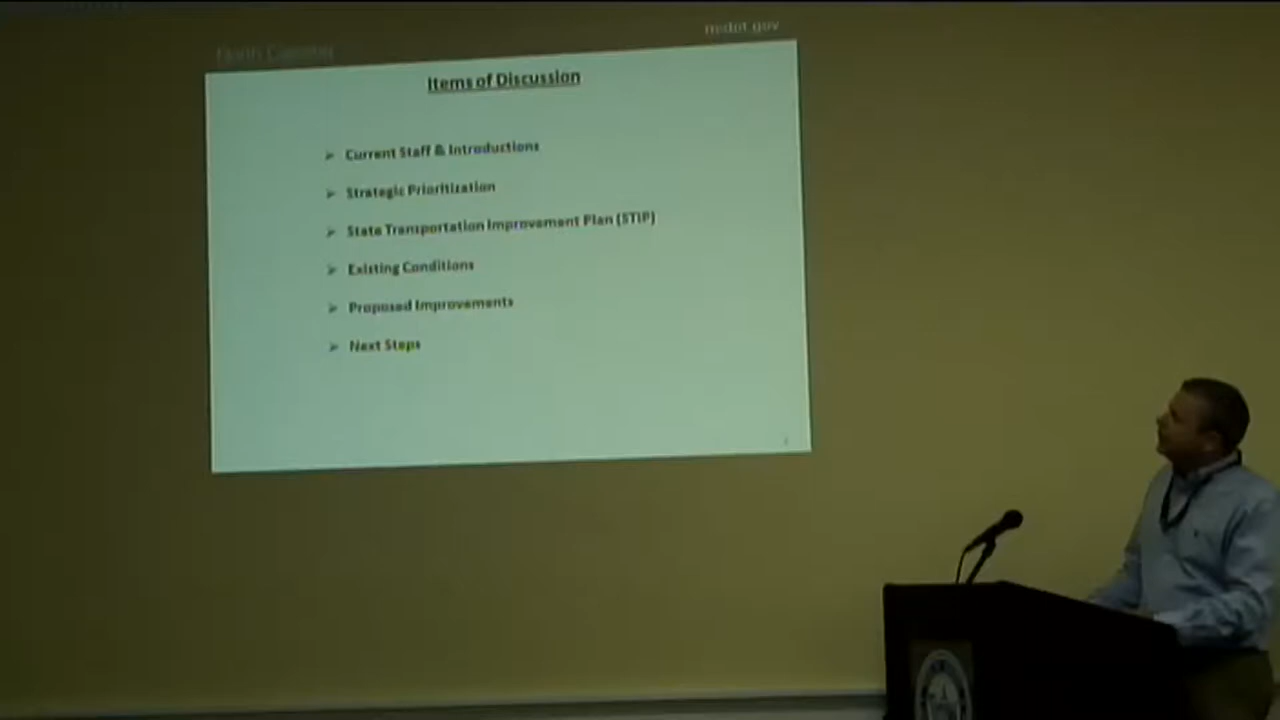 North Carolina
ncdot.gov
Items of Discussion
➢ Current Staff & Introductions
➢ Strategic Prioritization
➢ State Transportation Improvement Plan (STIP)
➢ Existing Conditions
➢ Proposed Improvements
➢ Next Steps